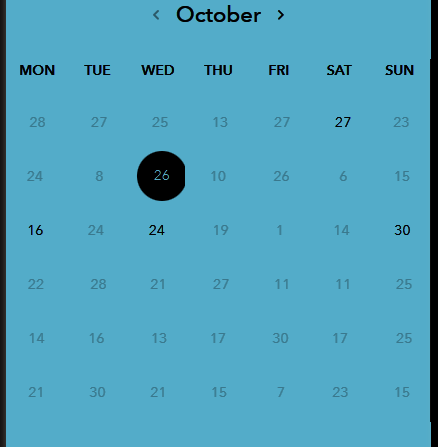 ‹ October ›
MON TUE WED THU FRI SAT SUN
28 27 25 13 27 27 23
24 8 26 10 26 6 15
16 24 24 19 1 14 30
22 28 21 27 11 11 25
14 16 13 17 30 17 25
21 30 21 15 7 23 15